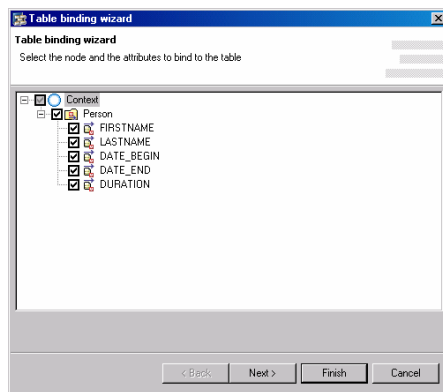 Table binding wizard
Table binding wizard
Select the node and the attributes to bind to the table
Context
Person
FIRSTNAME
LASTNAME
DATE_BEGIN
DATE_END
DURATION
< Back Next > Finish Cancel